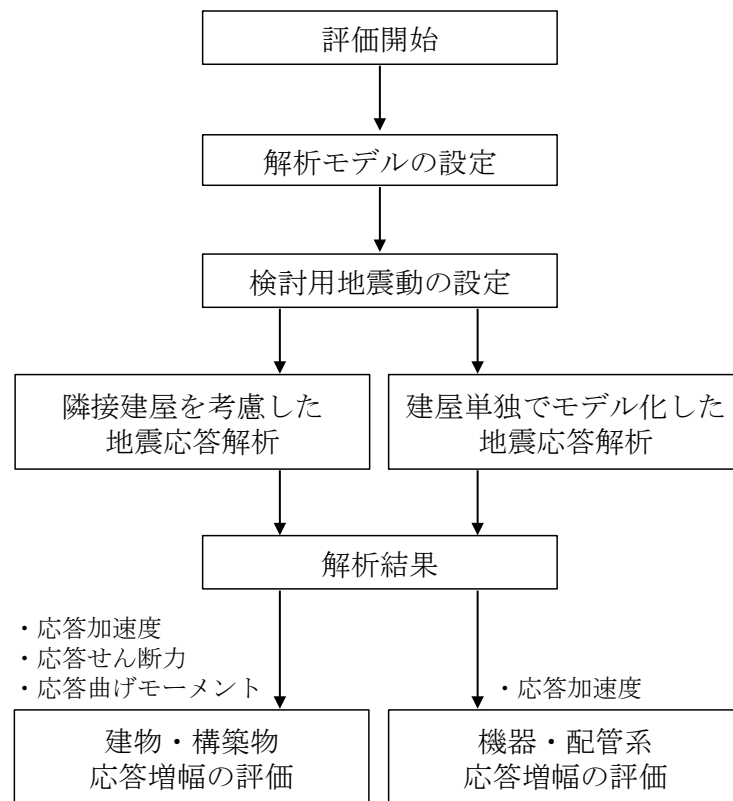 評価開始
解析モデルの設定
検討用地震動の設定
隣接建屋を考慮した
地震応答解析
建屋単独でモデル化した
地震応答解析
解析結果
・応答加速度
・応答せん断力
・応答曲げモーメント
・応答加速度
建物・構築物
応答増幅の評価
機器・配管系
応答増幅の評価